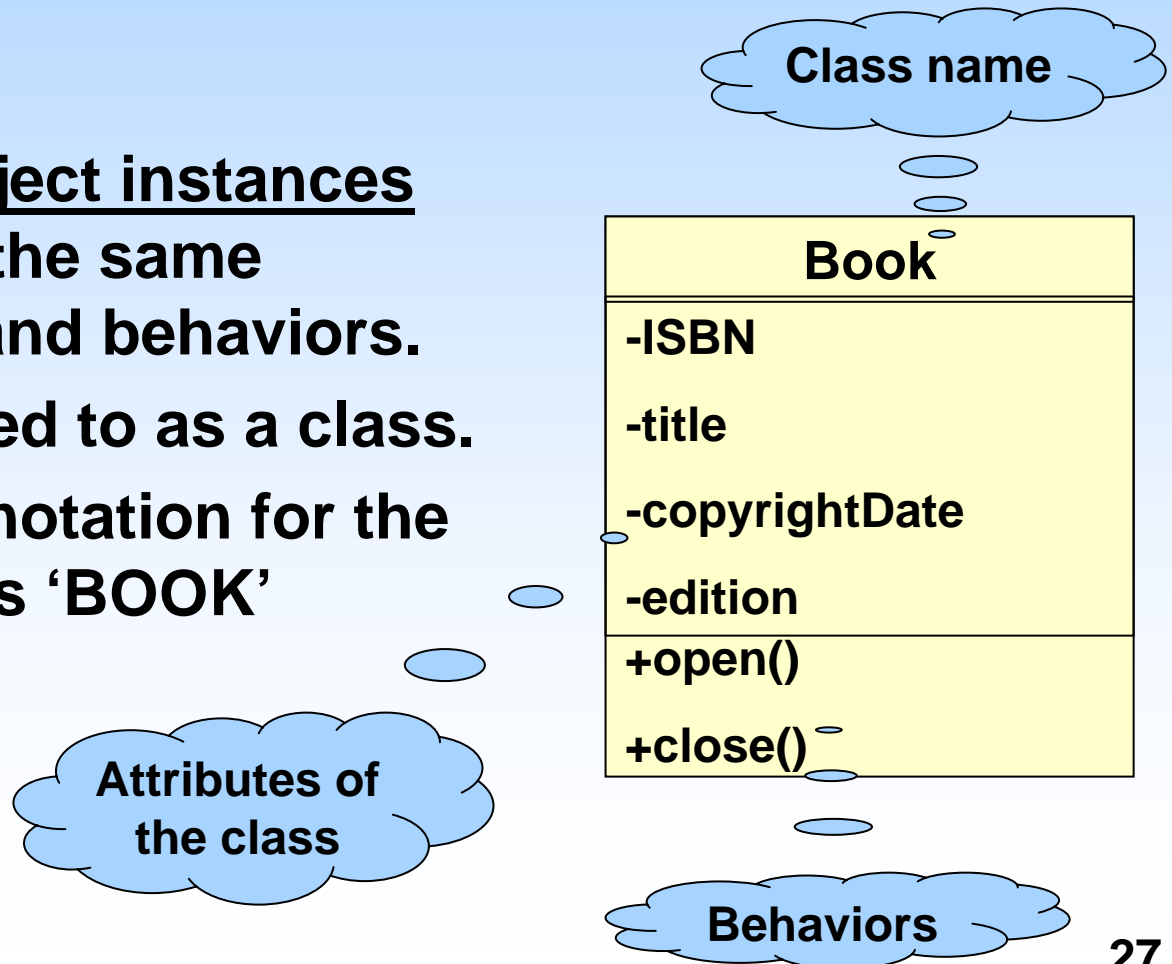 Class name
ject instances
the same
and behaviors.
ed to as a class.
notation for the
s ‘BOOK’
Book
-ISBN
-title
-copyrightDate
-edition
+open()
+close()
Attributes of
the class
Behaviors
27